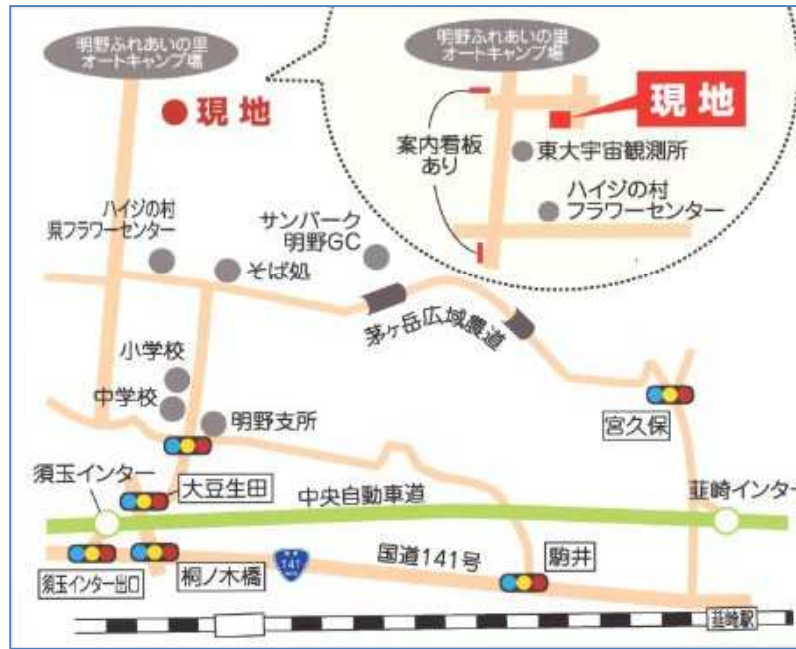 明野ふれあいの里
オートキャンプ場
現地
明野ふれあいの里
オートキャンプ場
現地
案内看板
あり
東大宇宙観測所
ハイジの村
フラワーセンター
ハイジの村
県フラワーセンター
サンパーク
明野GC
そば処
茅ヶ岳広域農道
小学校
中学校
明野支所
宮久保
須玉インター
大豆生田
中央自動車道
韮崎インター
須玉インター出口
桐ノ木橋
141
国道141号
駒井
韮崎駅